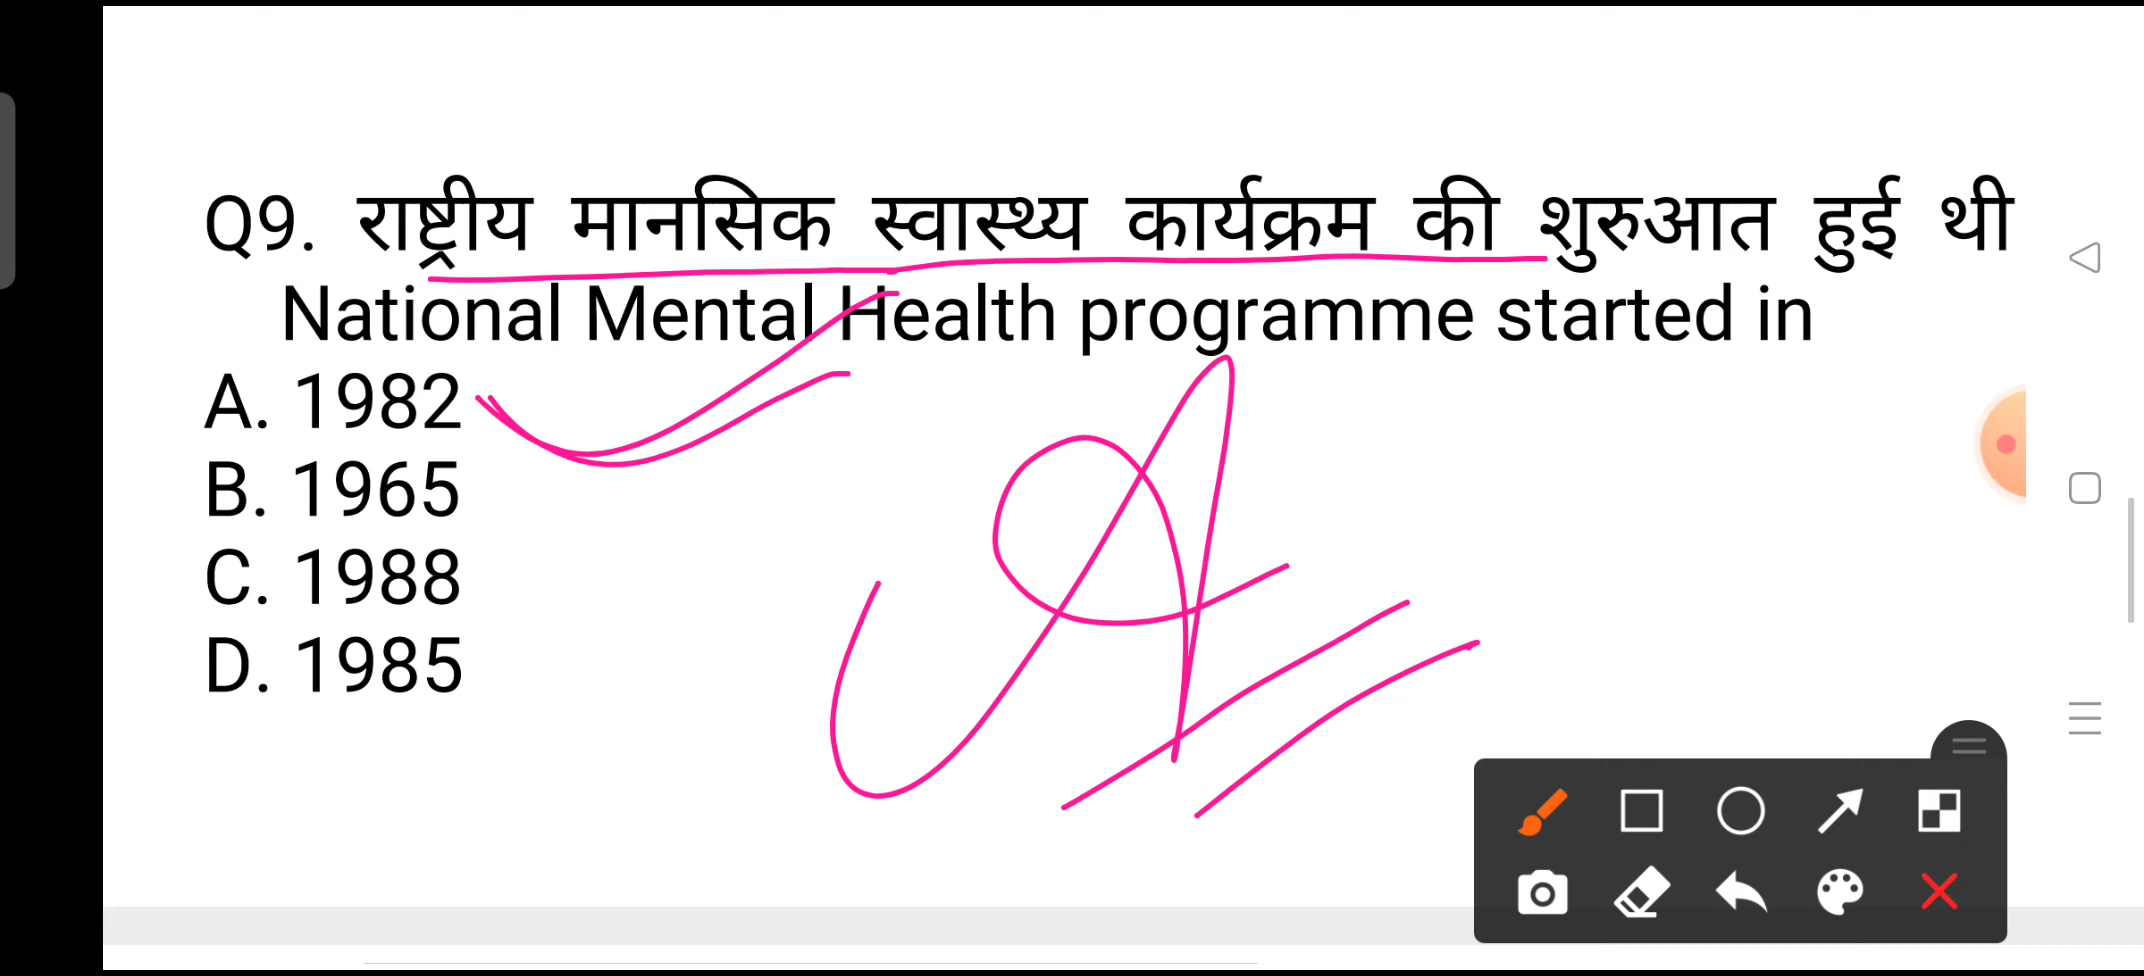 Q9. राष्ट्रीय मानसिक स्वास्थ्य कार्यक्रम की शुरुआत हुई थी
National Mental Health programme started in
A. 1982
B. 1965
C. 1988
D. 1985
A